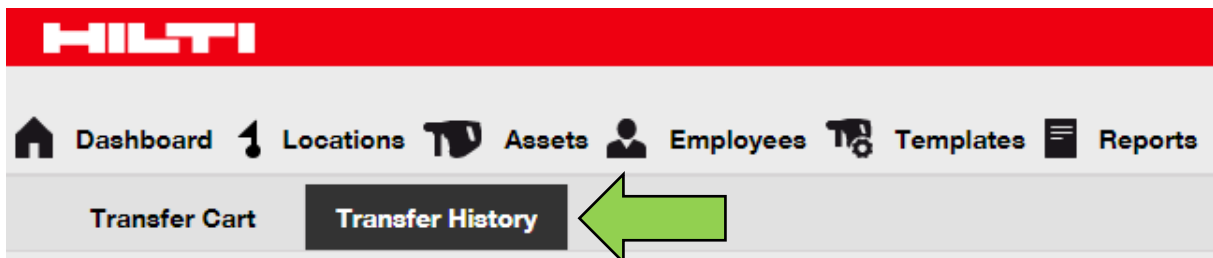 HILTI
Dashboard Locations Assets Employees Templates Reports
Transfer Cart Transfer History